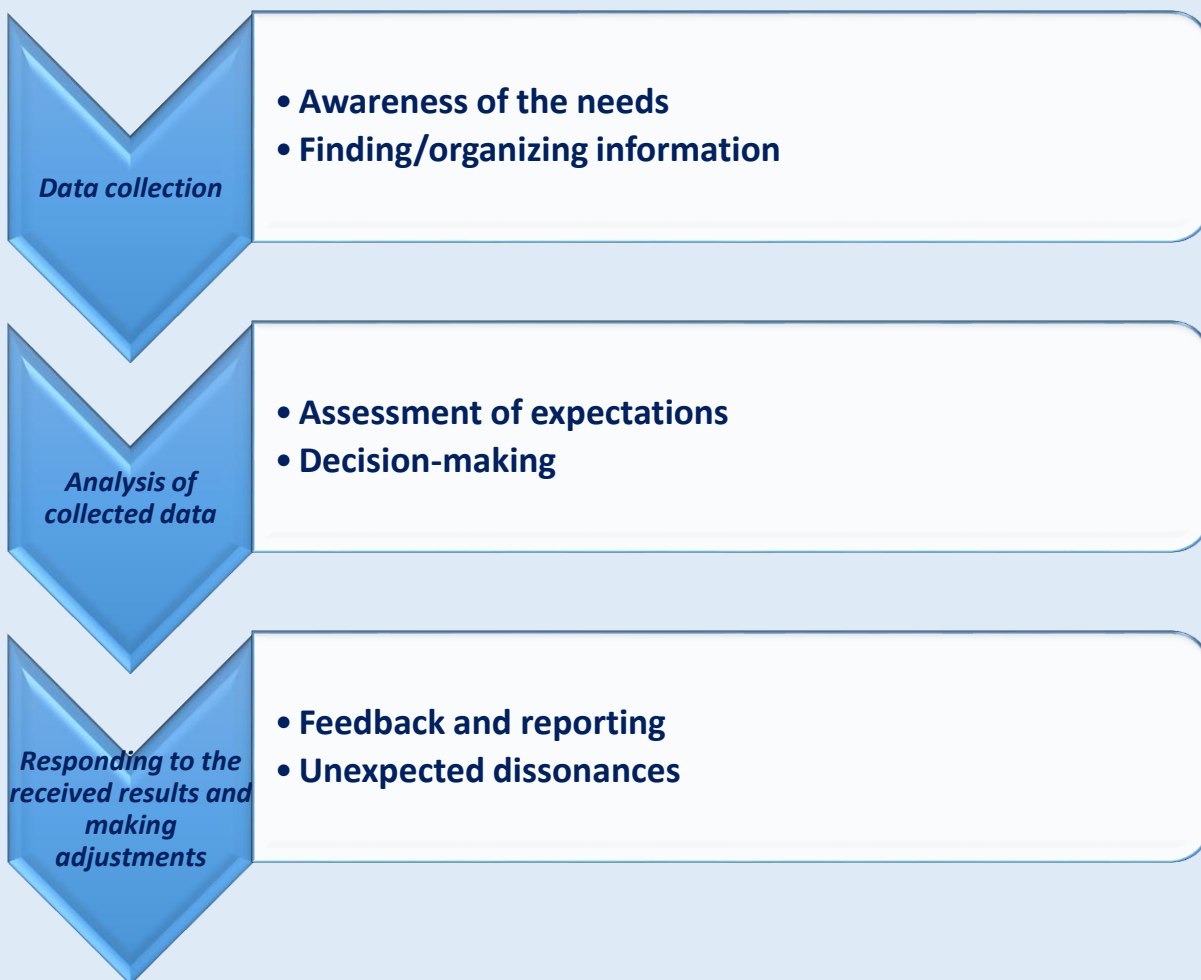 Data collection
• Awareness of the needs
• Finding/organizing information
Analysis of
collected data
• Assessment of expectations
• Decision-making
Responding to the
received results and
making
adjustments
• Feedback and reporting
• Unexpected dissonances